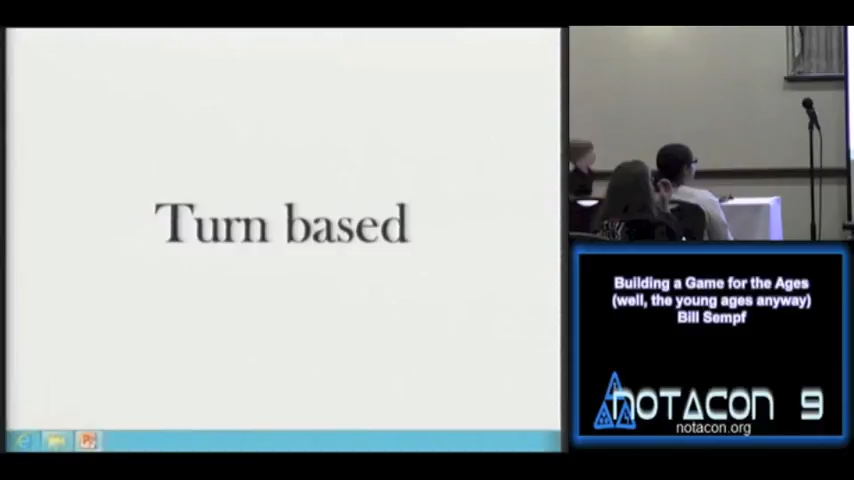 Turn based
Building a Game for the Ages
(well, the young ages anyway)
Bill Sempf
NOTACON 9
notacon.org